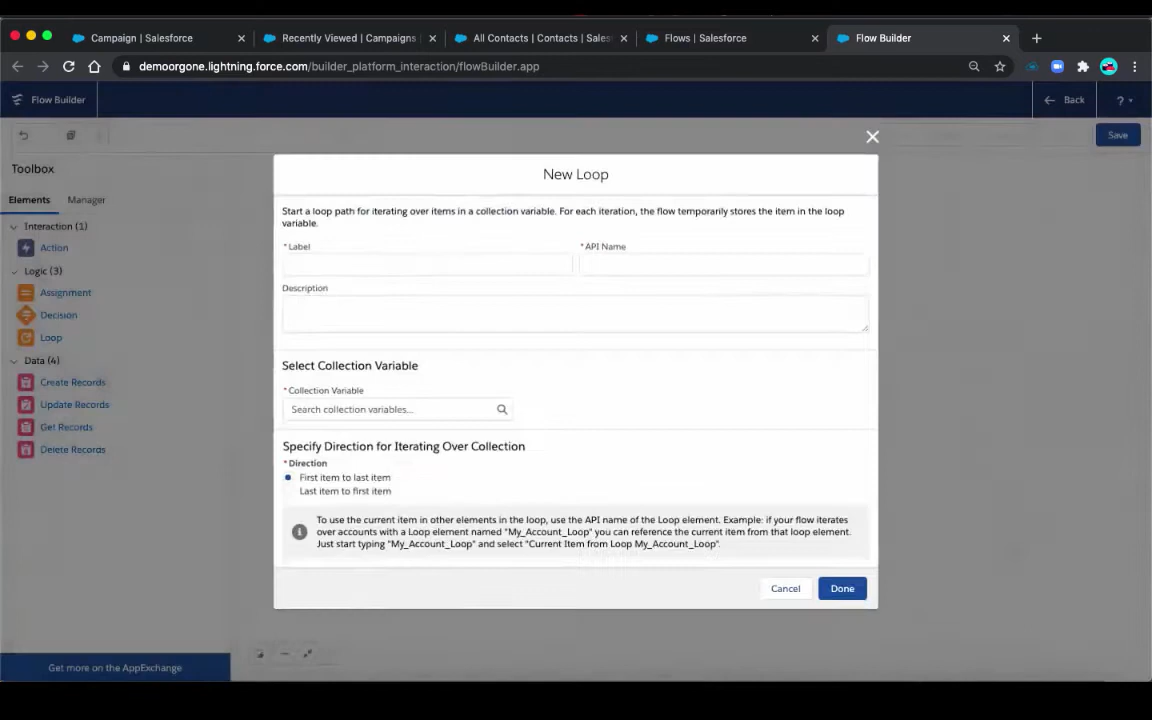 Campaign | Salesforce
Recently Viewed | Campaigns
All Contacts | Contacts | Sales
Flows | Salesforce
Flow Builder
demoorgone.lightning.force.com/builder_platform_interaction/flowBuilder.app
Flow Builder
Back
?
Save
Toolbox
Elements
Manager
Interaction (1)
Action
Logic (3)
Assignment
Decision
Loop
Data (4)
Create Records
Update Records
Get Records
Delete Records
Get more on the AppExchange
New Loop
Start a loop path for iterating over items in a collection variable. For each iteration, the flow temporarily stores the item in the loop
variable.
* Label
* API Name
Description
Select Collection Variable
* Collection Variable
Search collection variables...
Specify Direction for Iterating Over Collection
* Direction
First item to last item
Last item to first item
To use the current item in other elements in the loop, use the API name of the Loop element. Example: if your flow iterates
over accounts with a Loop element named "My_Account_Loop" you can reference the current item from that loop element.
Just start typing "My_Account_Loop" and select "Current Item from Loop My_Account_Loop".
Cancel
Done